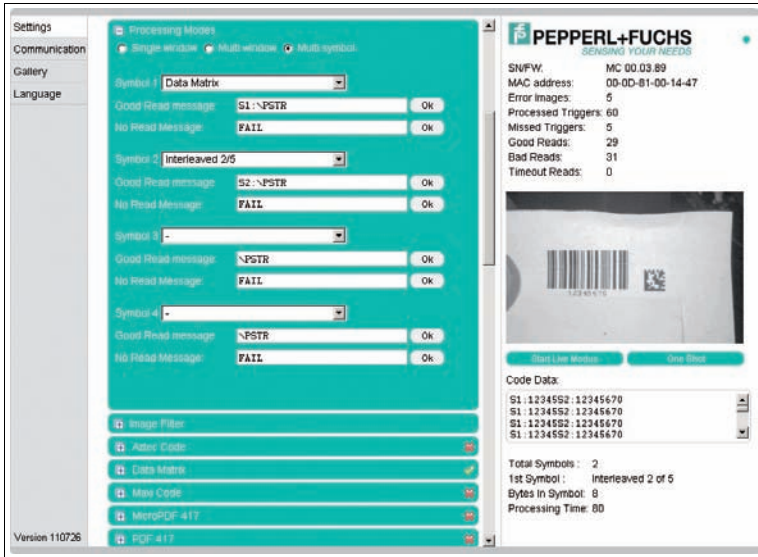 Settings
Communication
Gallery
Language
Version 110726
Processing Modes
Single window Multi window Multi symbol
Symbol 1 Data Matrix
Good Read message: S1:\PSTR Ok
No Read Message: FAIL Ok
Symbol 2 Interleaved 2/5
Good Read message: S2:\PSTR Ok
No Read Message: FAIL Ok
Symbol 3 -
Good Read message: \PSTR Ok
No Read Message: FAIL Ok
Symbol 4 -
Good Read message: \PSTR Ok
No Read Message: FAIL Ok
Image Filter
Aztec Code
Data Matrix
Maxi Code
MicroPDF 417
PDF 417
PEPPERL+FUCHS
SENSING YOUR NEEDS
SN/FW: MC 00.03.89
MAC address: 00-0D-81-00-14-47
Error Images: 5
Processed Triggers: 60
Missed Triggers: 5
Good Reads: 29
Bad Reads: 31
Timeout Reads: 0
12345670
Start Live Modus One Shot
Code Data:
S1:12345S2:12345670
S1:12345S2:12345670
S1:12345S2:12345670
S1:12345S2:12345670
Total Symbols : 2
1st Symbol : Interleaved 2 of 5
Bytes In Symbol: 8
Processing Time: 80